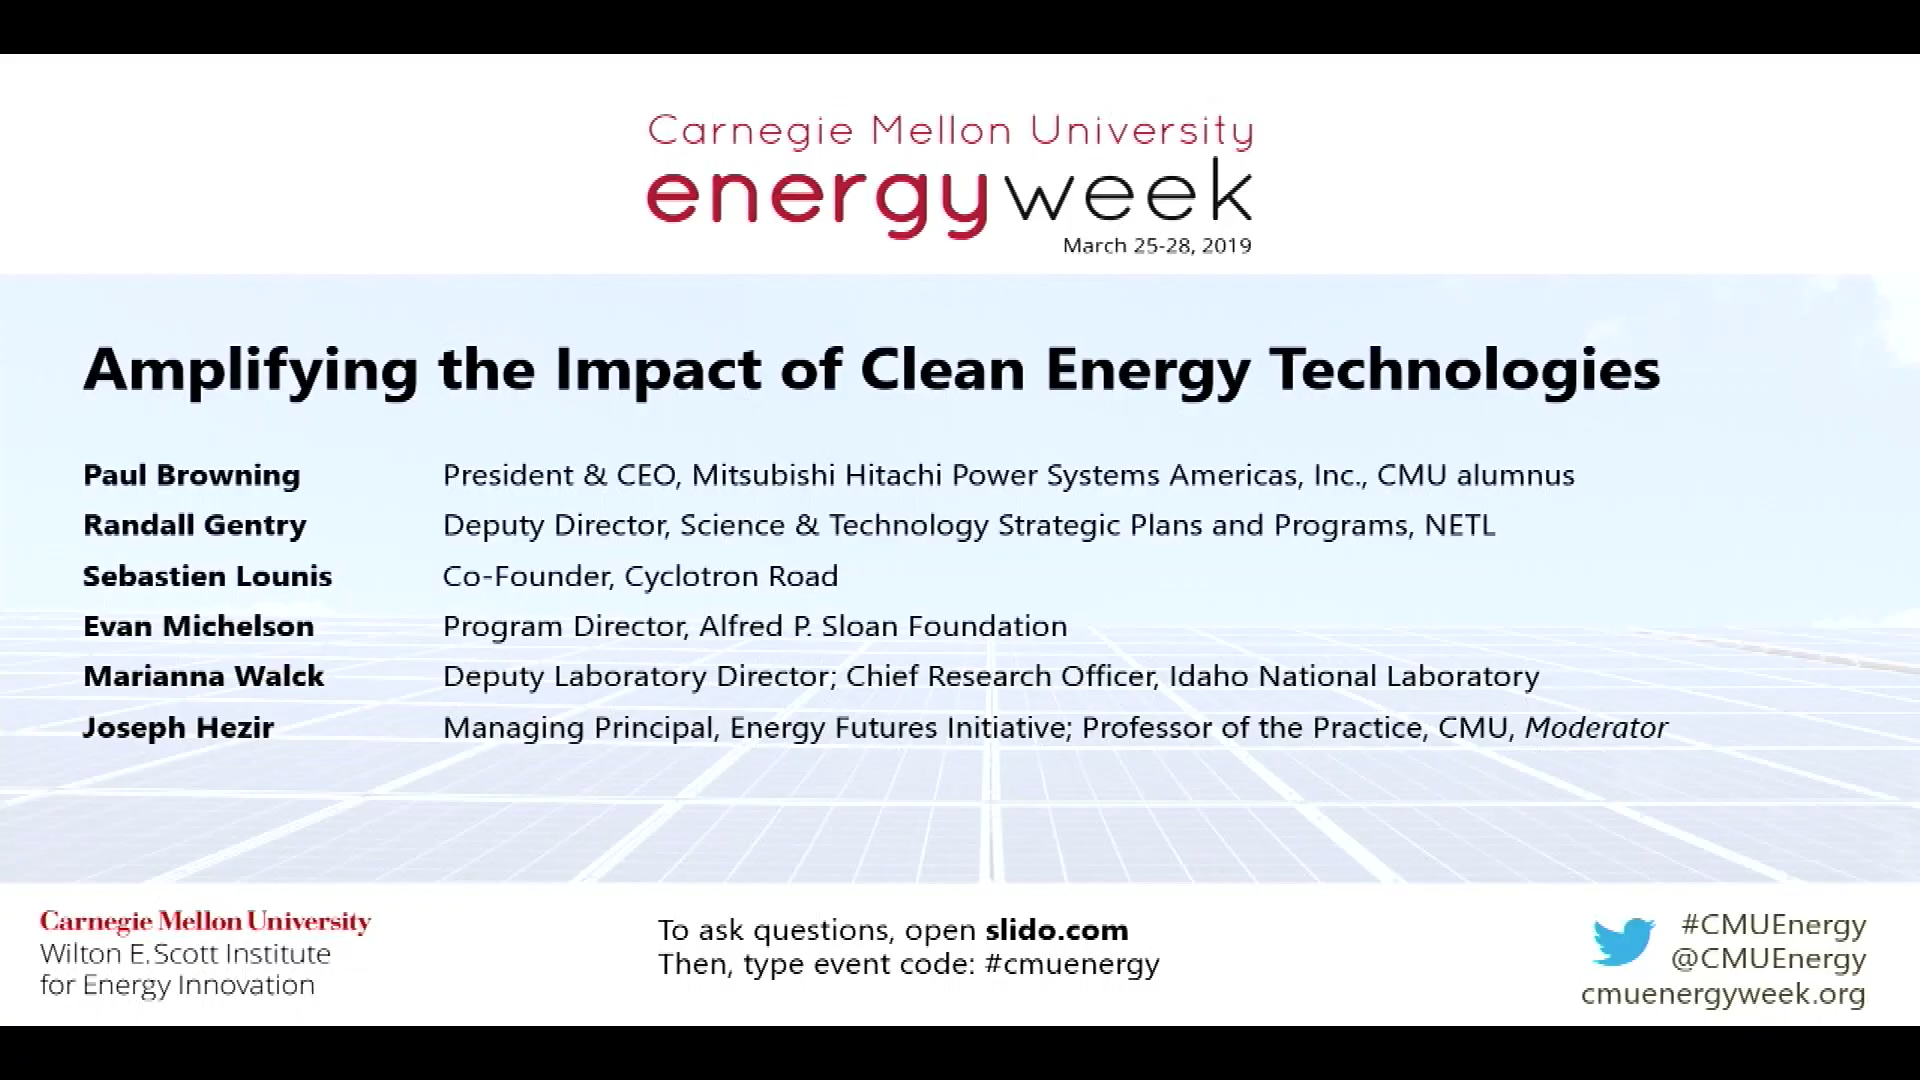 Carnegie Mellon University
energyweek
March 25-28, 2019
Amplifying the Impact of Clean Energy Technologies
Paul Browning President & CEO, Mitsubishi Hitachi Power Systems Americas, Inc., CMU alumnus
Randall Gentry Deputy Director, Science & Technology Strategic Plans and Programs, NETL
Sebastien Lounis Co-Founder, Cyclotron Road
Evan Michelson Program Director, Alfred P. Sloan Foundation
Marianna Walck Deputy Laboratory Director; Chief Research Officer, Idaho National Laboratory
Joseph Hezir Managing Principal, Energy Futures Initiative; Professor of the Practice, CMU, Moderator
Carnegie Mellon University
Wilton E. Scott Institute
for Energy Innovation
To ask questions, open slido.com
Then, type event code: #cmuenergy
#CMUEnergy
@CMUEnergy
cmuenergyweek.org